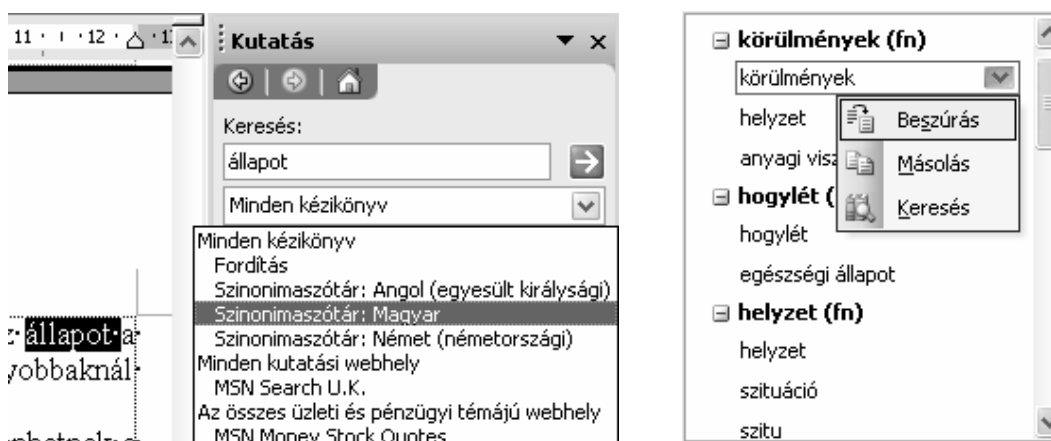 11 · ı · 12 ·
állapot a
yobbaknál
Kutatás
Keresés:
állapot
Minden kézikönyv
Minden kézikönyv
Fordítás
Szinonimaszótár: Angol (egyesült királysági)
Szinonimaszótár: Magyar
Szinonimaszótár: Német (németországi)
Minden kutatási webhely
MSN Search U.K.
Az összes üzleti és pénzügyi témájú webhely
MSN Money Stock Quotes
körülmények (fn)
körülmények
helyzet
anyagi
hogylét (
hogylét
egészségi állapot
helyzet (fn)
helyzet
szituáció
szitu
Beszúrás
Másolás
Keresés